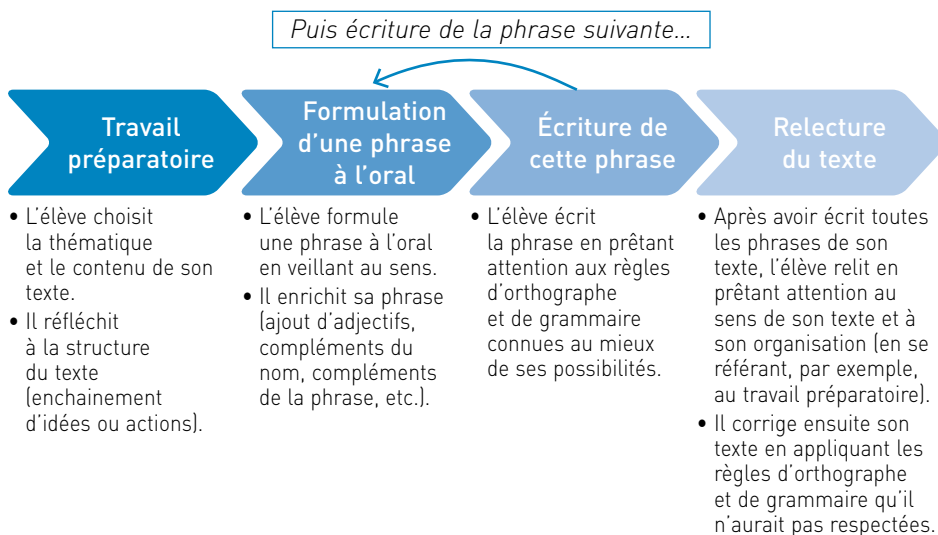 Puis écriture de la phrase suivante...
Travail
préparatoire
Formulation
d'une phrase
à l'oral
Écriture de
cette phrase
Relecture
du texte
• L'élève choisit
la thématique
et le contenu de son
texte.
• Il réfléchit
à la structure
du texte
(enchainement
d'idées ou actions).
• L'élève formule
une phrase à l'oral
en veillant au sens.
• Il enrichit sa phrase
(ajout d'adjectifs,
compléments du
nom, compléments
de la phrase, etc.).
• L'élève écrit
la phrase en prêtant
attention aux règles
d'orthographe
et de grammaire
connues au mieux
de ses possibilités.
• Après avoir écrit toutes
les phrases de son
texte, l'élève relit en
prêtant attention au
sens de son texte et à
son organisation (en se
référant, par exemple,
au travail préparatoire).
• Il corrige ensuite son
texte en appliquant les
règles d'orthographe
et de grammaire qu'il
n'aurait pas respectées.